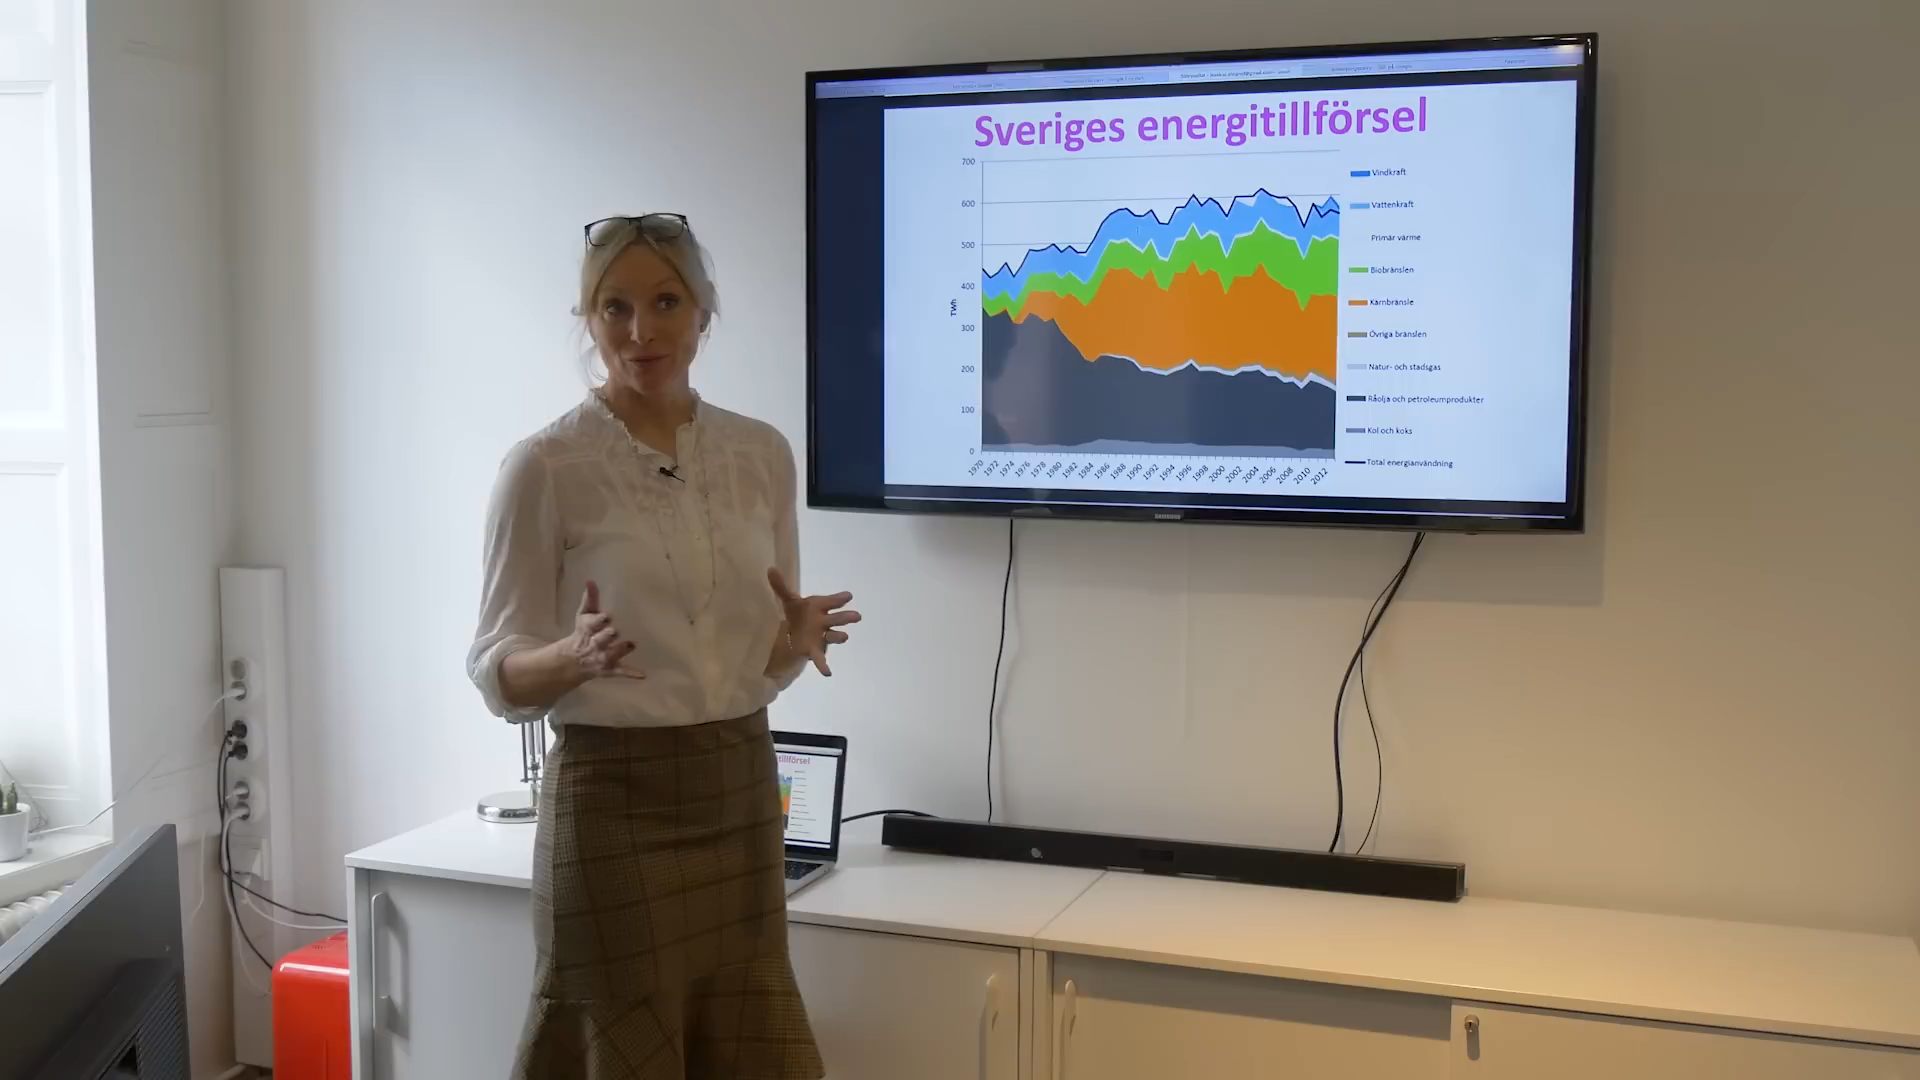 Sveriges energitillförsel
700
600
500
400
300
200
100
0
TWh
1970
1972
1974
1976
1978
1980
1982
1984
1986
1988
1990
1992
1994
1996
1998
2000
2002
2004
2006
2008
2010
2012
Vindkraft
Vattenkraft
Primär värme
Biobränslen
Kärnbränsle
Övriga bränslen
Natur- och stadsgas
Råolja och petroleumprodukter
Kol och koks
Total energianvändning
SAMSUNG
tillförsel